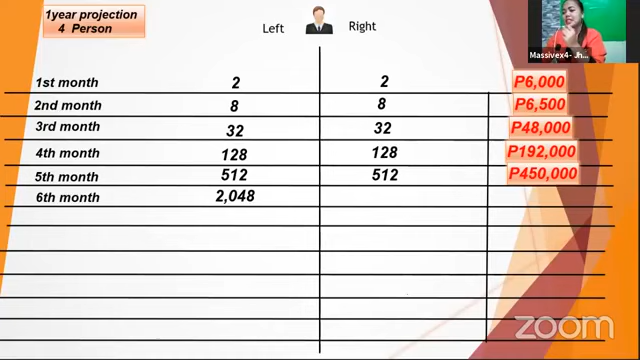 1year projection
4 Person
Left
Right
Massivex4- Jh...
1st month 2 2 P6,000
2nd month 8 8 P6,500
3rd month 32 32 P48,000
4th month 128 128 P192,000
5th month 512 512 P450,000
6th month 2,048
zoom